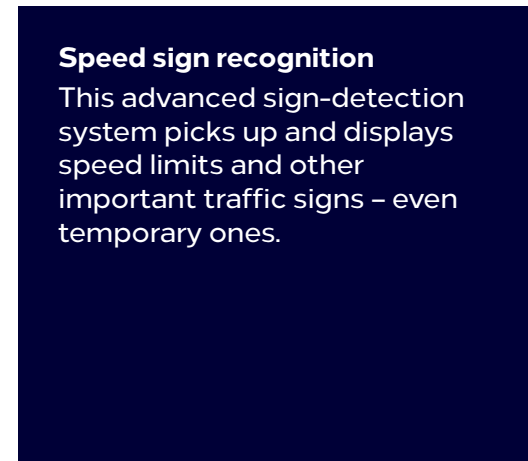 Speed sign recognition
This advanced sign-detection
system picks up and displays
speed limits and other
important traffic signs – even
temporary ones.